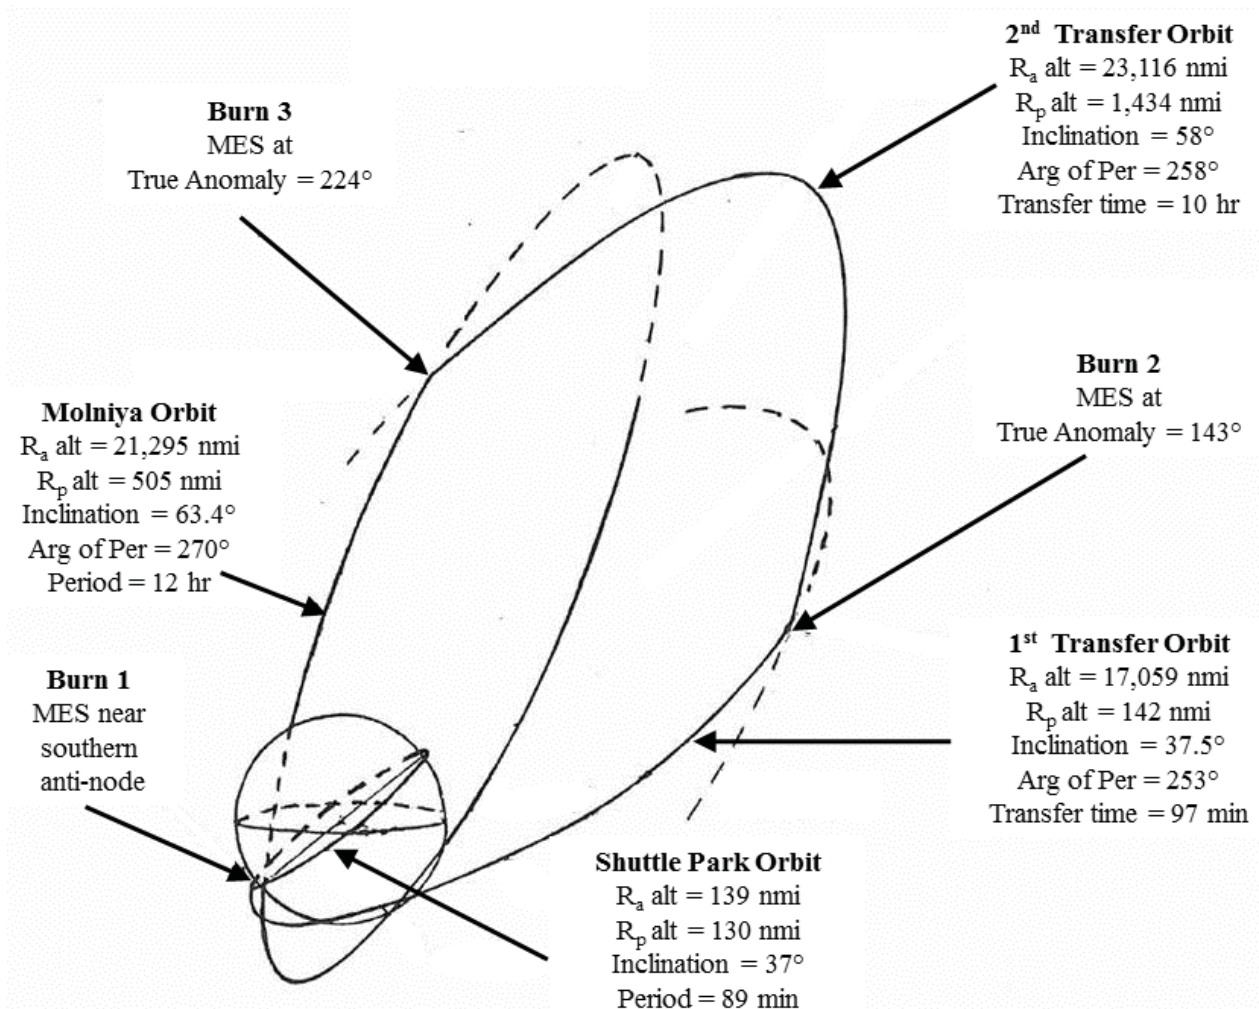 2nd Transfer Orbit
Ra alt = 23,116 nmi
Rp alt = 1,434 nmi
Inclination = 58°
Arg of Per = 258°
Transfer time = 10 hr
Burn 3
MES at
True Anomaly = 224°
Burn 2
MES at
True Anomaly = 143°
Molniya Orbit
Ra alt = 21,295 nmi
Rp alt = 505 nmi
Inclination = 63.4°
Arg of Per = 270°
Period = 12 hr
1st Transfer Orbit
Ra alt = 17,059 nmi
Rp alt = 142 nmi
Inclination = 37.5°
Arg of Per = 253°
Transfer time = 97 min
Burn 1
MES near
southern
anti-node
Shuttle Park Orbit
Ra alt = 139 nmi
Rp alt = 130 nmi
Inclination = 37°
Period = 89 min